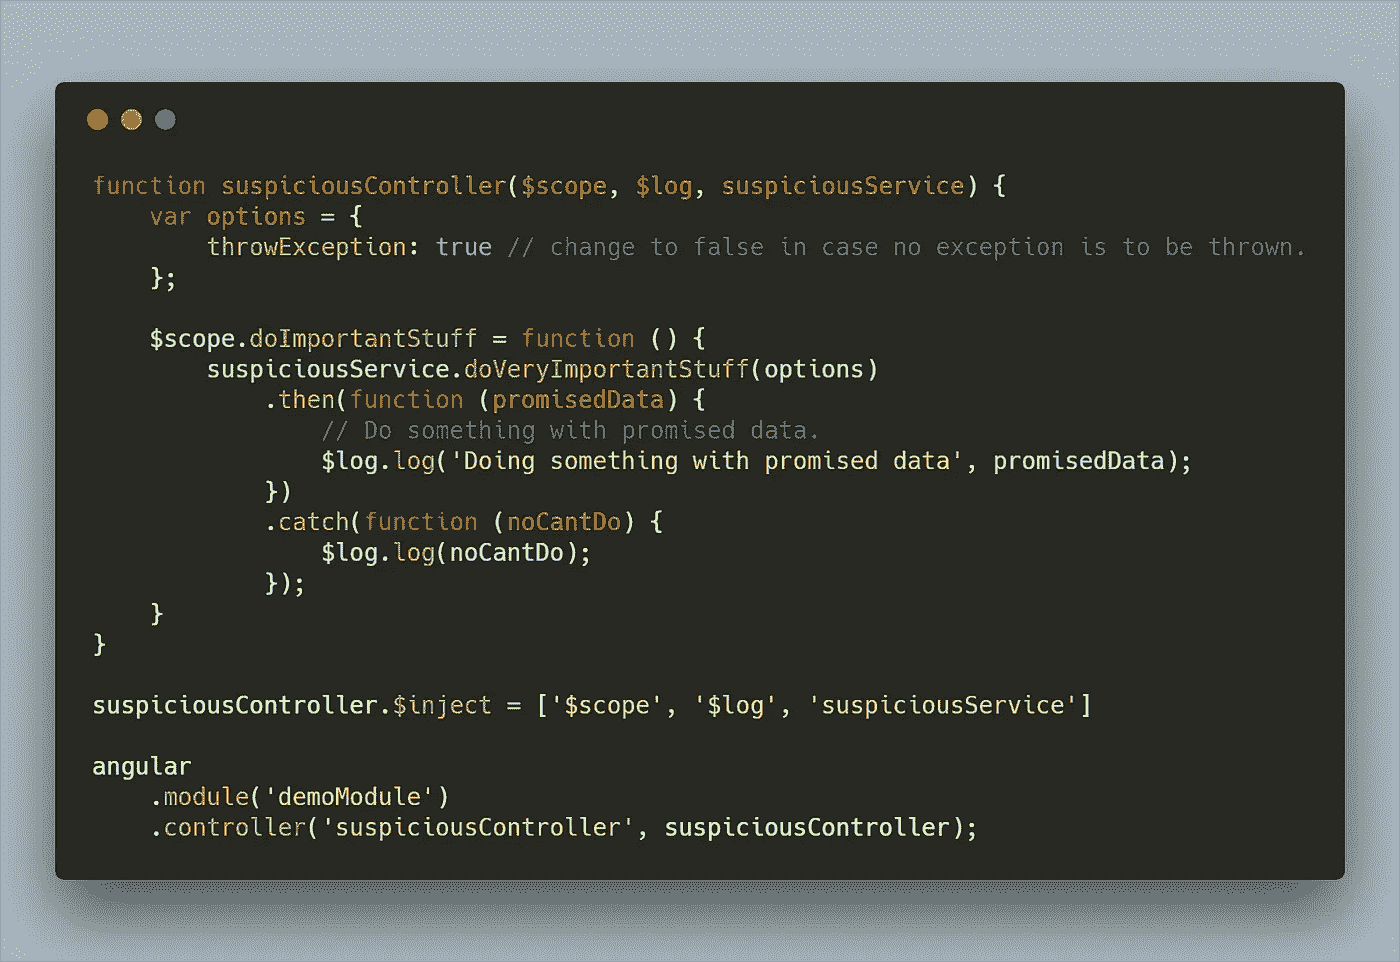 function suspiciousController($scope, $log, suspiciousService) {
    var options = {
        throwException: true // change to false in case no exception is to be thrown.
    };

    $scope.doImportantStuff = function () {
        suspiciousService.doVeryImportantStuff(options)
            .then(function (promisedData) {
                // Do something with promised data.
                $log.log('Doing something with promised data', promisedData);
            })
            .catch(function (noCantDo) {
                $log.log(noCantDo);
            });
    }
}

suspiciousController.$inject = ['$scope', '$log', 'suspiciousService']

angular
    .module('demoModule')
    .controller('suspiciousController', suspiciousController);